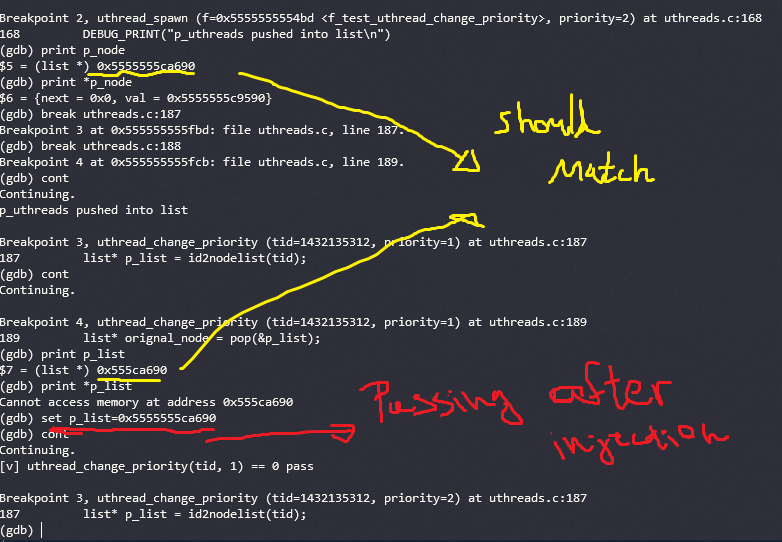 Breakpoint 2, uthread_spawn (f=0x5555555554bd <f_test_uthread_change_priority>, priority=2) at uthreads.c:168
168 DEBUG_PRINT("p_uthreads pushed into list\n")
(gdb) print p_node
$5 = (list *) 0x5555555ca690
(gdb) print *p_node
$6 = {next = 0x0, val = 0x5555555c9590}
(gdb) break uthreads.c:187
Breakpoint 3 at 0x555555555fbd: file uthreads.c, line 187.
should
(gdb) break uthreads.c:188
Breakpoint 4 at 0x555555555fcb: file uthreads.c, line 189.
Match
(gdb) cont
Continuing.
p_uthreads pushed into list
Breakpoint 3, uthread_change_priority (tid=1432135312, priority=1) at uthreads.c:187
187 list* p_list = id2nodelist(tid);
(gdb) cont
Continuing.
Breakpoint 4, uthread_change_priority (tid=1432135312, priority=1) at uthreads.c:189
189 list* orignal_node = pop(&p_list);
(gdb) print p_list
$7 = (list *) 0x555ca690
(gdb) print *p_list
Cannot access memory at address 0x555ca690
Passing after
(gdb) set p_list=0x5555555ca690
(gdb) cont
injection
Continuing.
[v] uthread_change_priority(tid, 1) == 0 pass
Breakpoint 3, uthread_change_priority (tid=1432135312, priority=2) at uthreads.c:187
187 list* p_list = id2nodelist(tid);
(gdb)